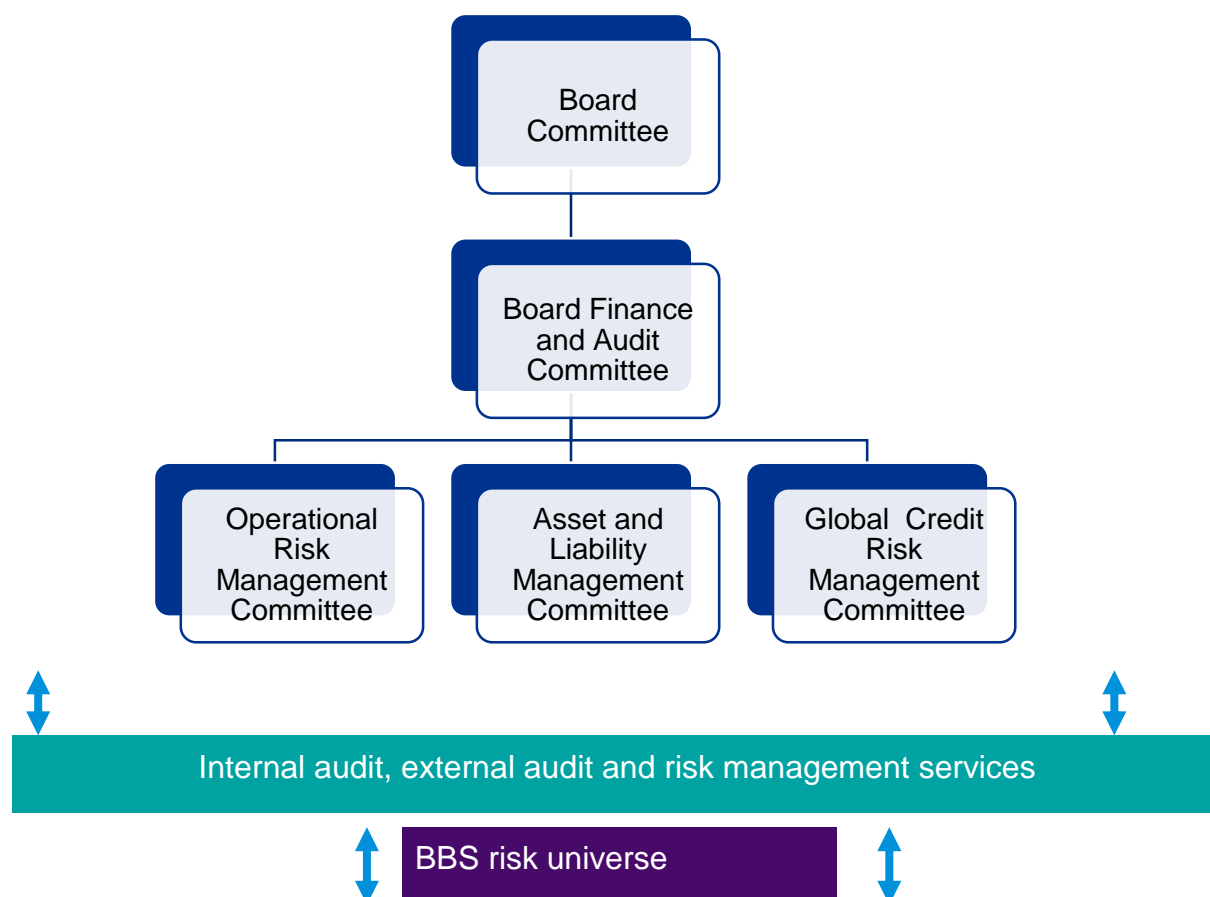 Board
Committee
Board Finance
and Audit
Committee
Operational
Risk
Management
Committee
Asset and
Liability
Management
Committee
Global  Credit
Risk
Management
Committee
Internal audit, external audit and risk management services
BBS risk universe